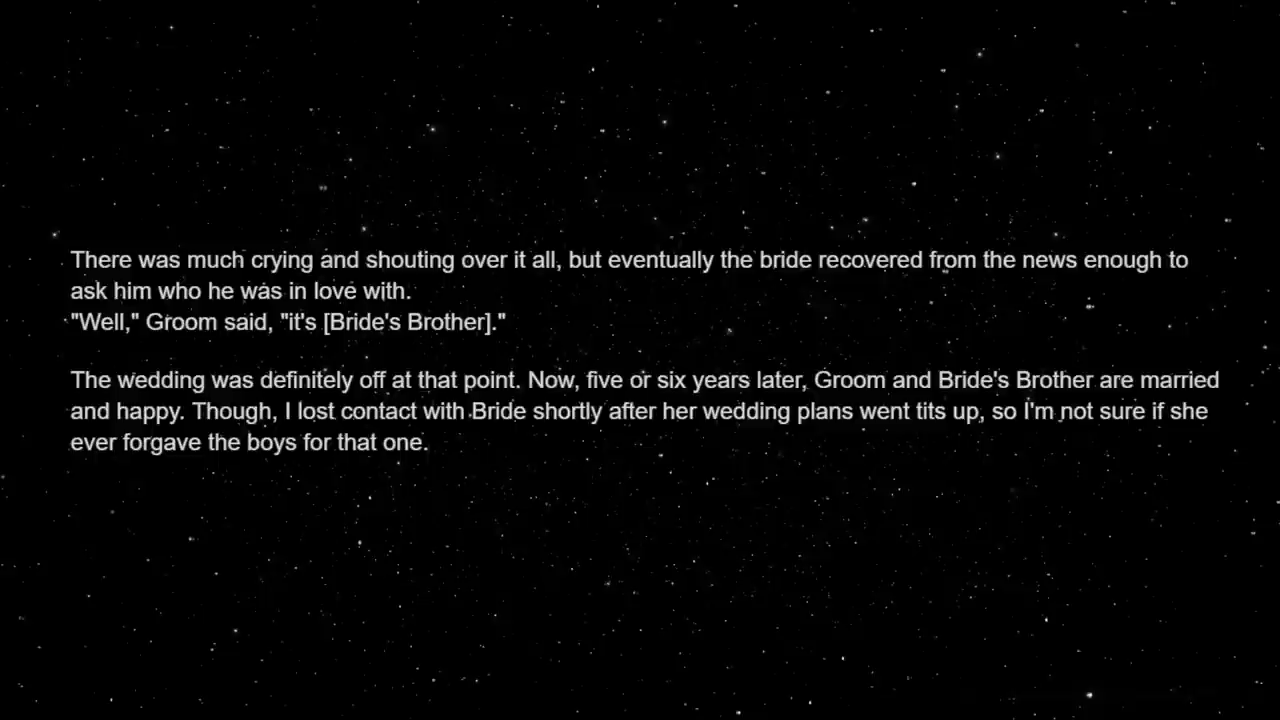 There was much crying and shouting over it all, but eventually the bride recovered from the news enough to
ask him who he was in love with.
"Well," Groom said, "it's [Bride's Brother]."
The wedding was definitely off at that point. Now, five or six years later, Groom and Bride's Brother are married
and happy. Though, I lost contact with Bride shortly after her wedding plans went tits up, so I'm not sure if she
ever forgave the boys for that one.